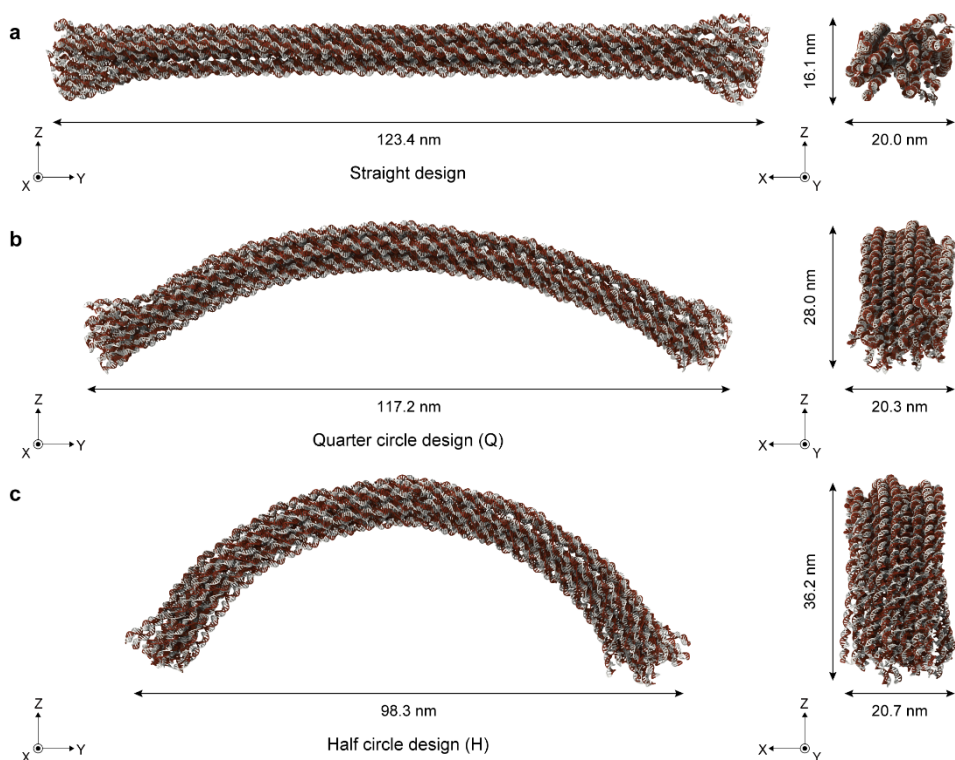 a
16.1 nm
123.4 nm
20.0 nm
Z
X
Y
Straight design
Z
X
Y
b
28.0 nm
117.2 nm
20.3 nm
Z
X
Y
Quarter circle design (Q)
Z
X
Y
c
36.2 nm
98.3 nm
20.7 nm
Z
X
Y
Half circle design (H)
Z
X
Y